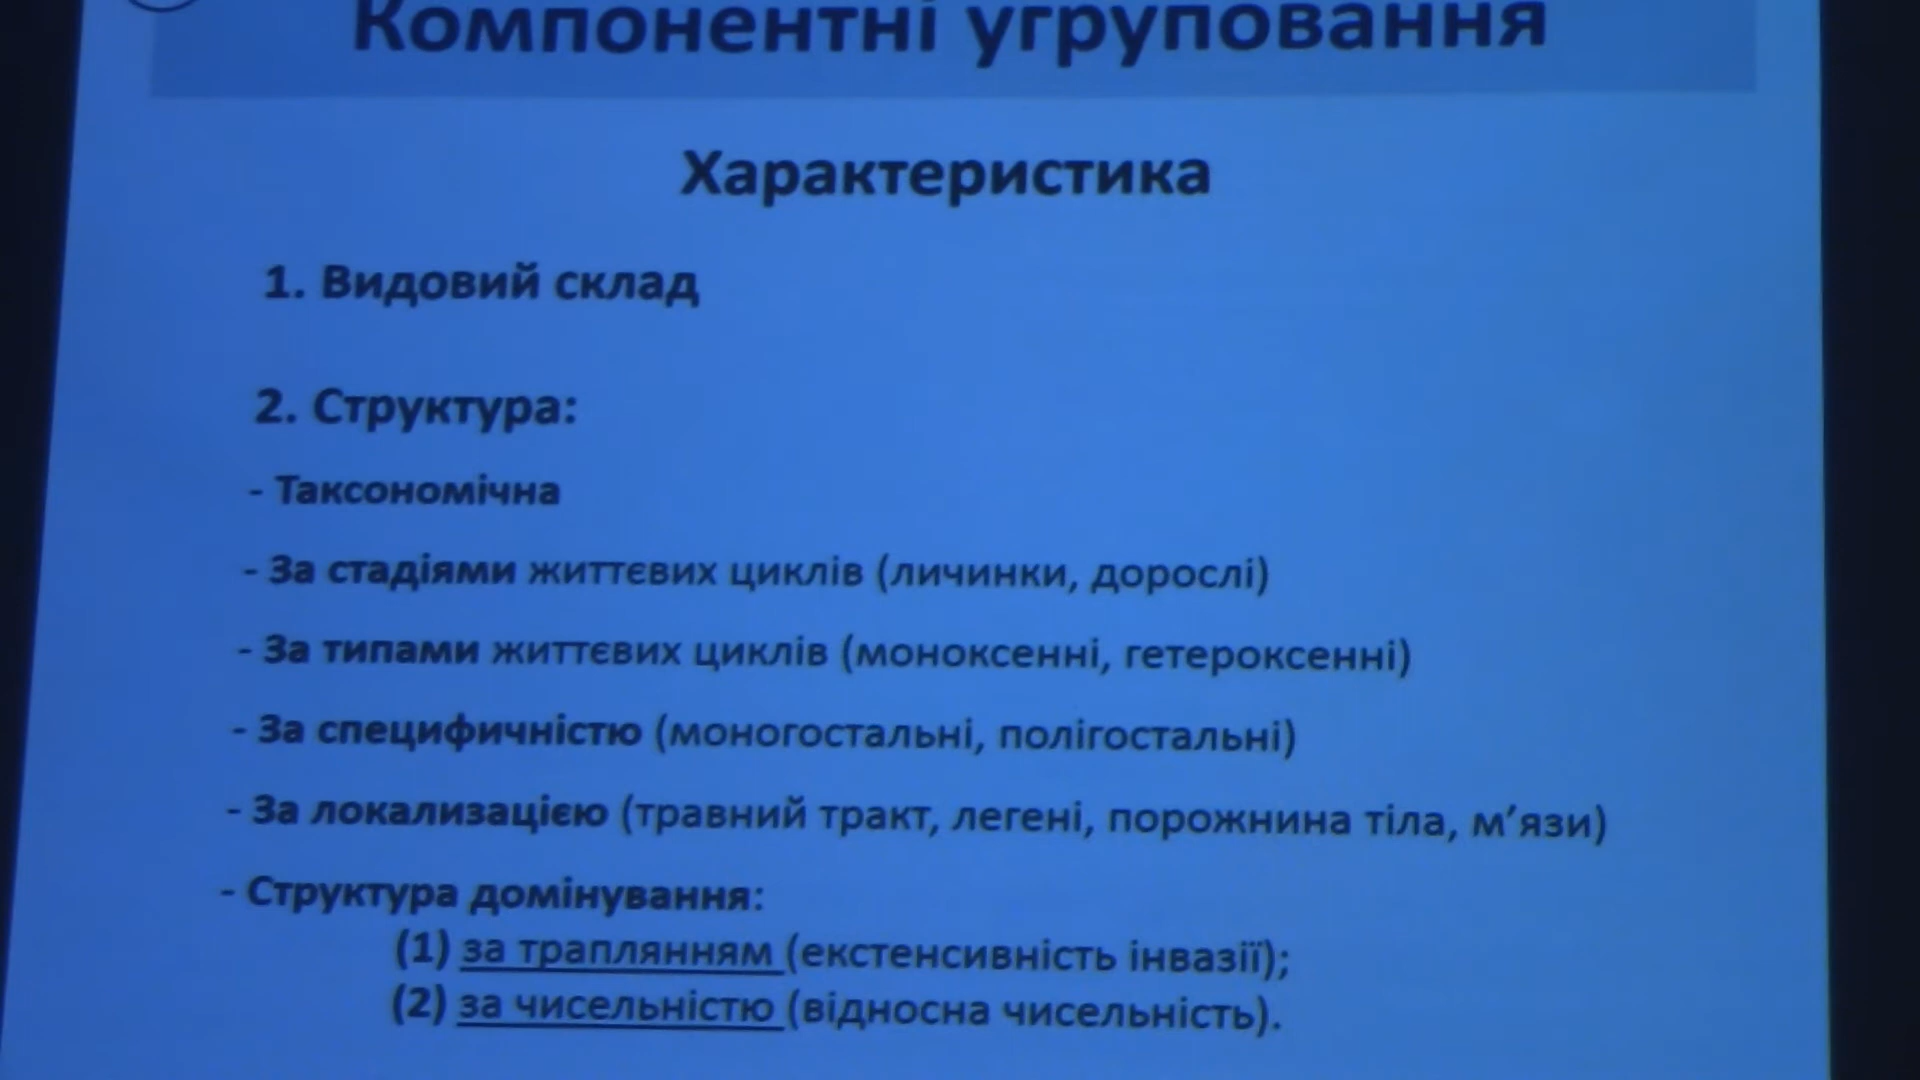 Компонентні угруповання
Характеристика
1. Видовий склад
2. Структура:
- Таксономічна
- За стадіями життєвих циклів (личинки, дорослі)
- За типами життєвих циклів (моноксенні, гетероксенні)
- За специфичністю (моногостальні, полігостальні)
- За локализацією (травний тракт, легені, порожнина тіла, м’язи)
- Структура домінування:
(1) за траплянням (екстенсивність інвазії);
(2) за чисельністю (відносна чисельність).